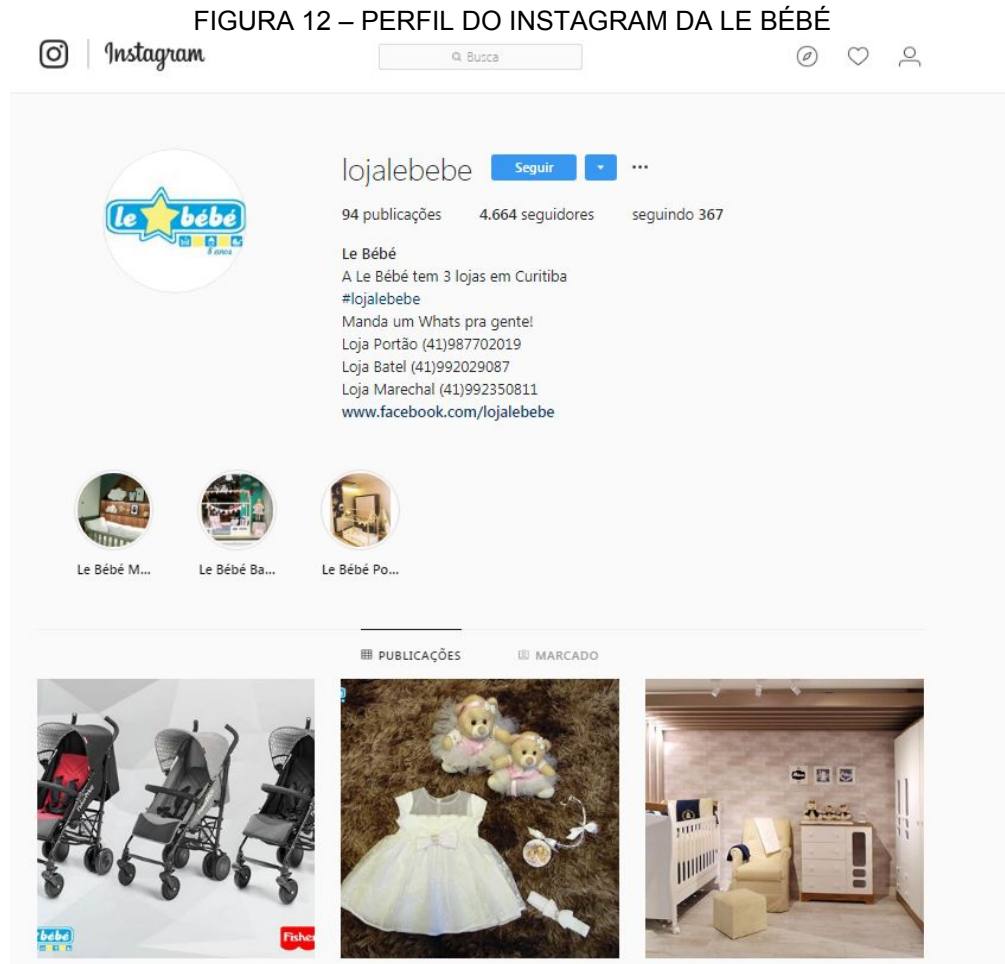 FIGURA 12 – PERFIL DO INSTAGRAM DA LE BÉBÉ
Instagram
Busca
lojalebebe Seguir
le bébé
8 anos
94 publicações 4.664 seguidores seguindo 367
Le Bébé
A Le Bébé tem 3 lojas em Curitiba
#lojalebebe
Manda um Whats pra gente!
Loja Portão (41)987702019
Loja Batel (41)992029087
Loja Marechal (41)992350811
www.facebook.com/lojalebebe
Le Bébé M... Le Bébé Ba... Le Bébé Po...
PUBLICAÇÕES MARCADO
bébé Fisher